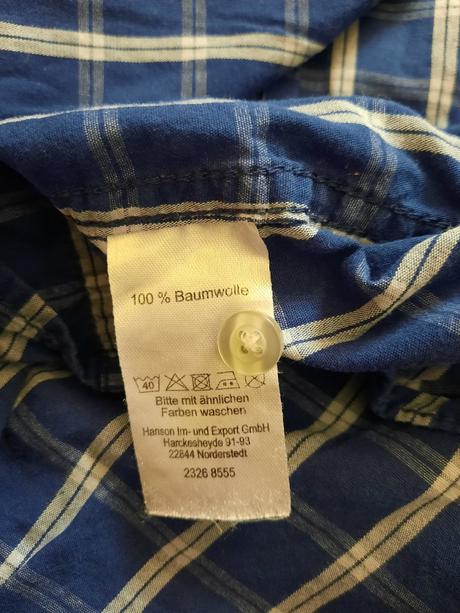 100 % Baumwolle
40
Bitte mit ähnlichen
Farben waschen
Hanson Im- und Export GmbH
Harckesheyde 91-93
22844 Norderstedt
2326 8555